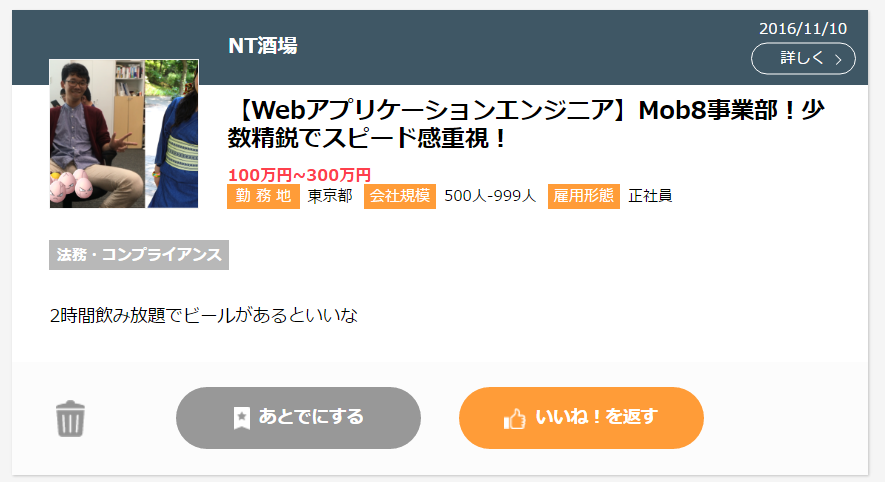 2016/11/10
NT酒場
詳しく
【Webアプリケーションエンジニア】Mob8事業部！少
数精鋭でスピード感重視！
100万円~300万円
勤 務 地 東京都 会社規模 500人-999人 雇用形態 正社員
法務・コンプライアンス
2時間飲み放題でビールがあるといいな
あとでにする いいね！を返す